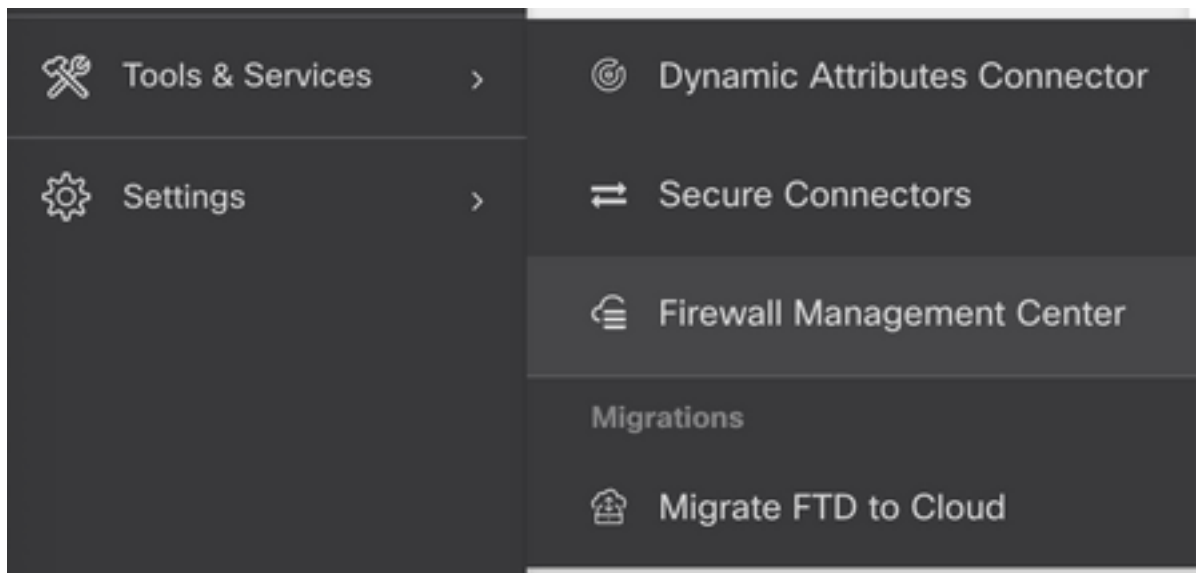 Tools & Services
Settings
Dynamic Attributes Connector
Secure Connectors
Firewall Management Center
Migrations
Migrate FTD to Cloud